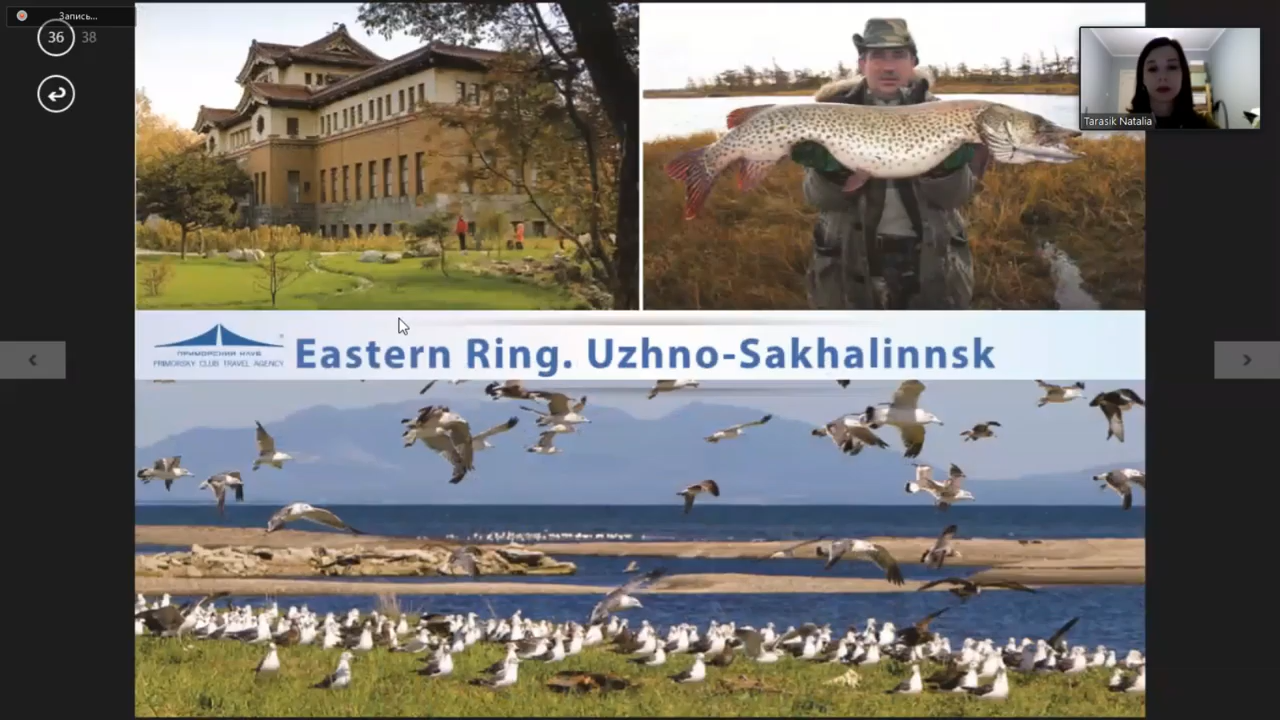 Запись...
36 38
Tarasik Natalia
ПРИМОРСКИЙ КЛУБ
PRIMORSKY CLUB TRAVEL AGENCY
Eastern Ring. Uzhno-Sakhalinnsk